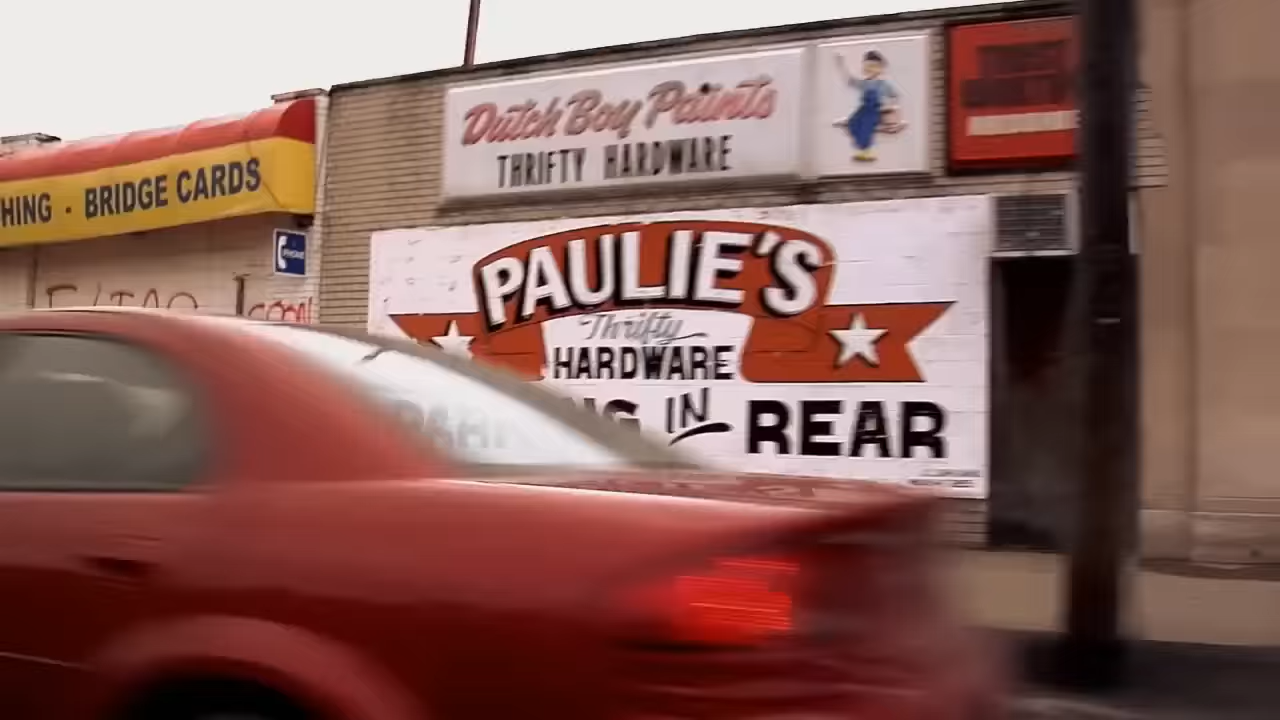 HING - BRIDGE CARDS
PHONE
Dutch Boy Paints
THRIFTY HARDWARE
PAULIE'S
Thrifty
HARDWARE
IN REAR